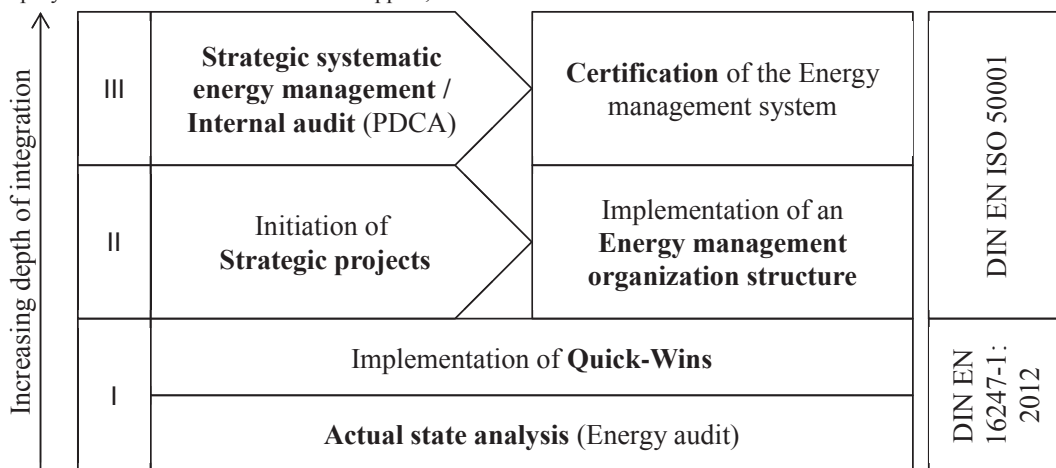 Increasing depth of integration
III
Strategic systematic
energy management /
Internal audit (PDCA)
Certification of the Energy
management system
DIN EN ISO 50001
II
Initiation of
Strategic projects
Implementation of an
Energy management
organization structure
I
Implementation of Quick-Wins
Actual state analysis (Energy audit)
DIN EN
16247-1:
2012